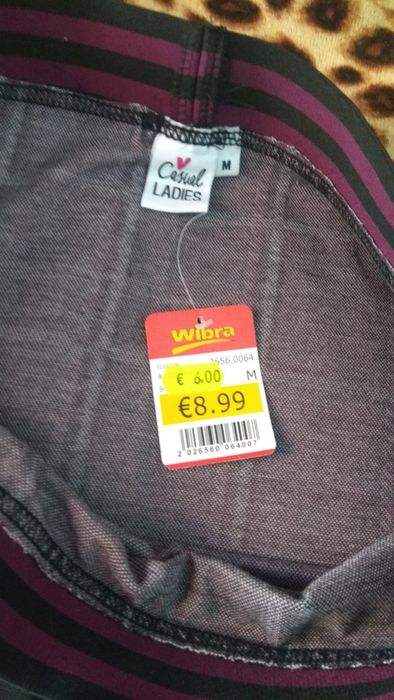 Casual
LADIES
M
Wibra
7656.0064
€ 6.00
M
€8.99
2 026560 064007